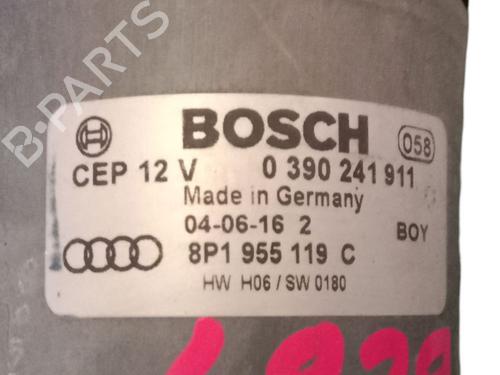 B-PARTS
BOSCH
058
CEP 12 V 0 390 241 911
Made in Germany
04-06-16 2 BOY
8P1 955 119 C
HW H06 / SW 0180